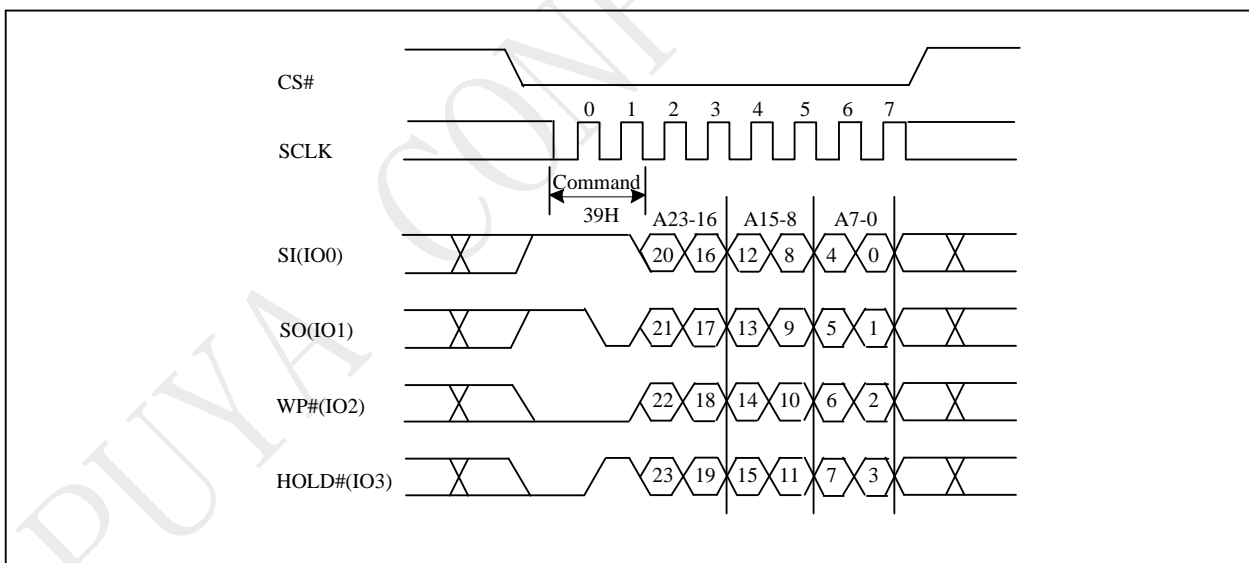 CS#
0 1 2 3 4 5 6 7
SCLK
Command
39H
A23-16 A15-8 A7-0
SI(IO0)
20 16 12 8 4 0
SO(IO1)
21 17 13 9 5 1
WP#(IO2)
22 18 14 10 6 2
HOLD#(IO3)
23 19 15 11 7 3
PUYA CONF